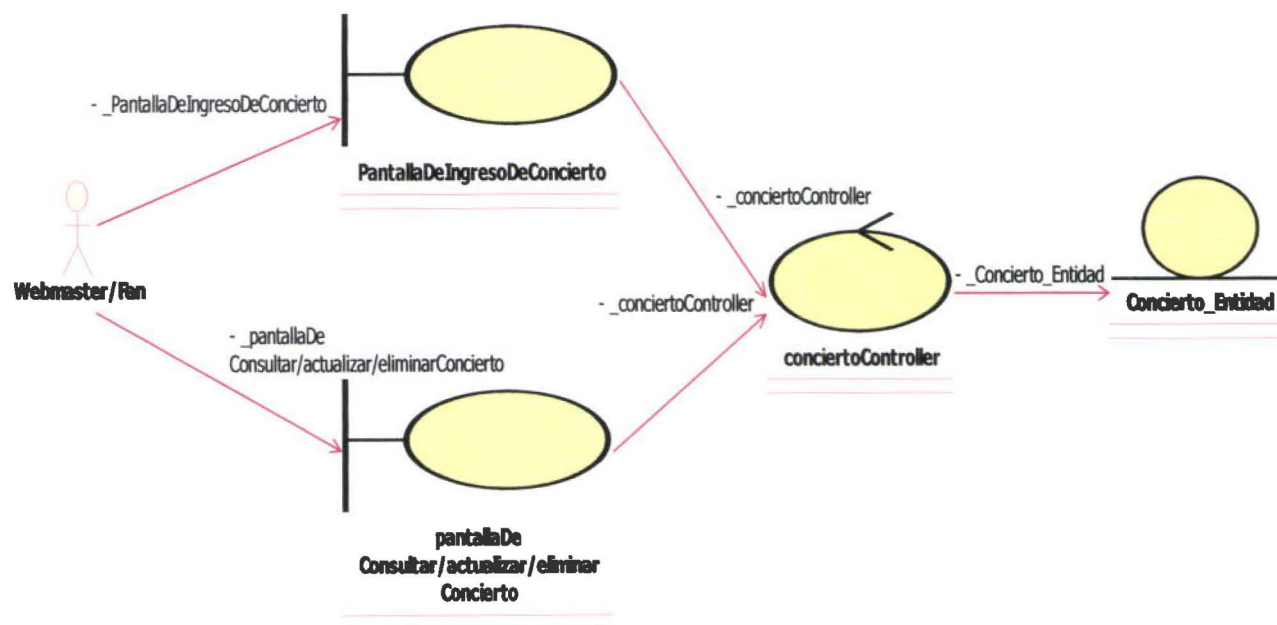 - _PantallaDeIngresoDeConcierto
PantallaDeIngresoDeConcierto
- _conciertoController
Webmaster/Fan
- _Concierto_Entidad
Concierto_Entidad
- _conciertoController
- _pantallaDe
Consultar/actualizar/eliminarConcierto
conciertoController
pantallaDe
Consultar/actualizar/eliminar
Concierto